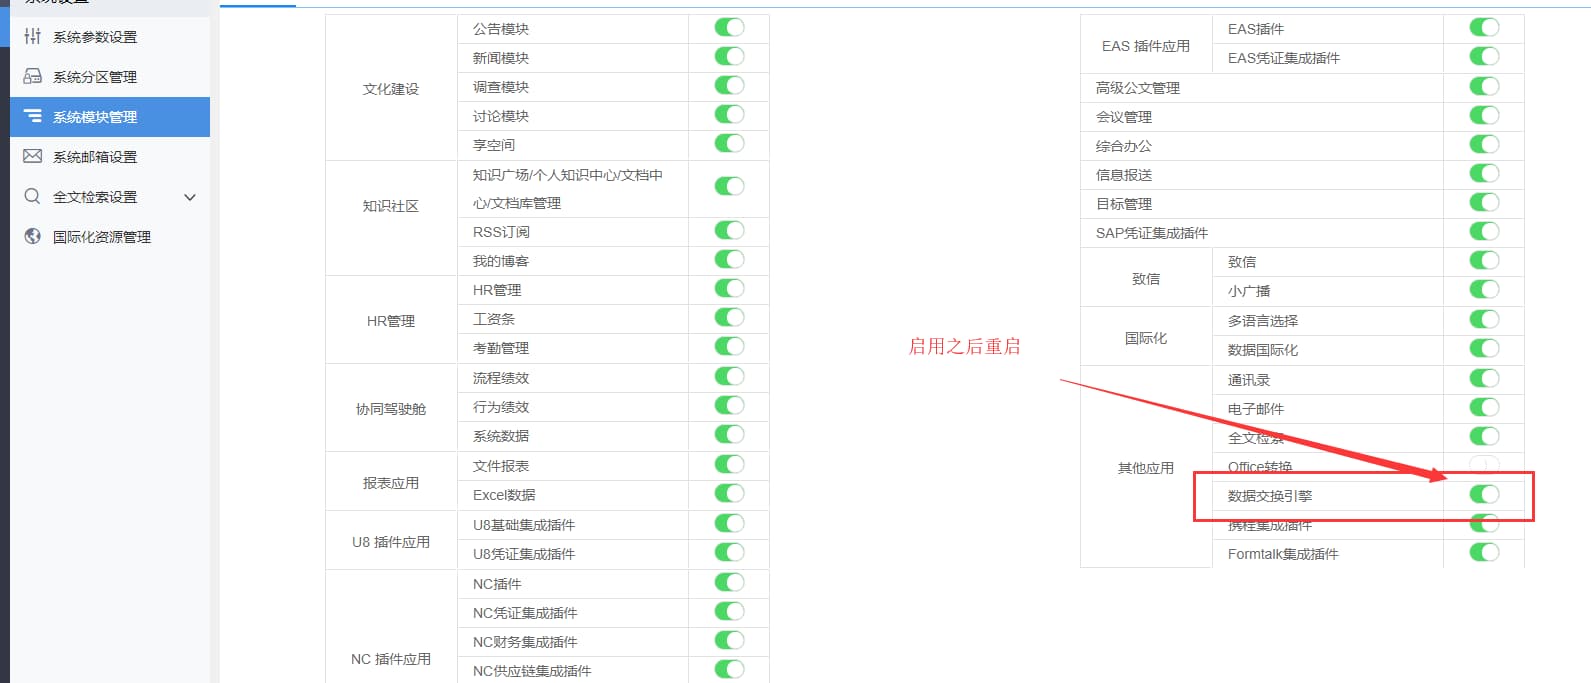 系统设置
系统参数设置
系统分区管理
系统模块管理
系统邮箱设置
全文检索设置
国际化资源管理
文化建设
公告模块
新闻模块
调查模块
讨论模块
享空间
知识社区
知识广场/个人知识中心/文档中
心/文档库管理
RSS订阅
我的博客
HR管理
HR管理
工资条
考勤管理
协同驾驶舱
流程绩效
行为绩效
系统数据
报表应用
文件报表
Excel数据
U8 插件应用
U8基础集成插件
U8凭证集成插件
NC 插件应用
NC插件
NC凭证集成插件
NC财务集成插件
NC供应链集成插件
启用之后重启
EAS 插件应用
EAS插件
EAS凭证集成插件
高级公文管理
会议管理
综合办公
信息报送
目标管理
SAP凭证集成插件
致信
致信
小广播
国际化
多语言选择
数据国际化
其他应用
通讯录
电子邮件
全文检索
Office转换
数据交换引擎
携程集成插件
Formtalk集成插件